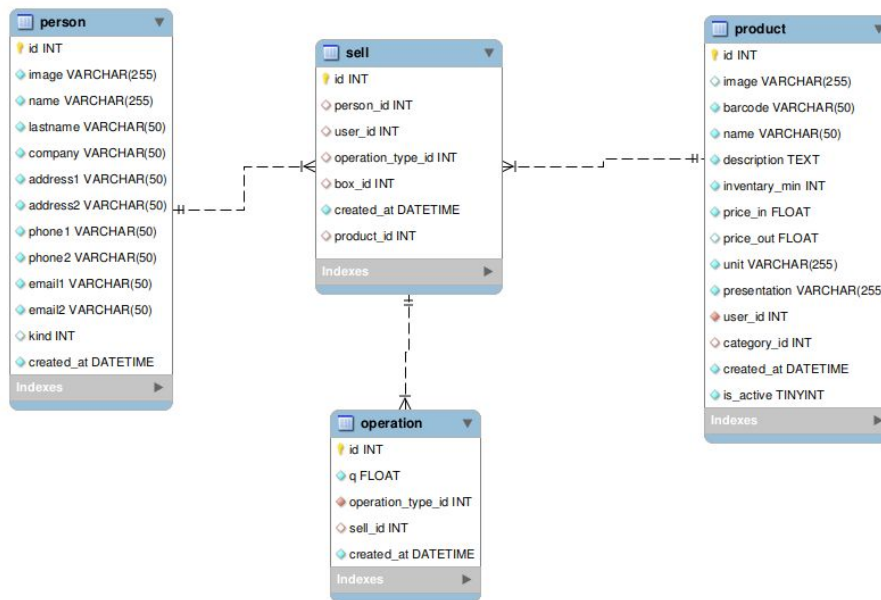 person
id INT
image VARCHAR(255)
name VARCHAR(255)
lastname VARCHAR(50)
company VARCHAR(50)
address1 VARCHAR(50)
address2 VARCHAR(50)
phone1 VARCHAR(50)
phone2 VARCHAR(50)
email1 VARCHAR(50)
email2 VARCHAR(50)
kind INT
created_at DATETIME
Indexes
sell
id INT
person_id INT
user_id INT
operation_type_id INT
box_id INT
created_at DATETIME
product_id INT
Indexes
operation
id INT
q FLOAT
operation_type_id INT
sell_id INT
created_at DATETIME
Indexes
product
id INT
image VARCHAR(255)
barcode VARCHAR(50)
name VARCHAR(50)
description TEXT
inventary_min INT
price_in FLOAT
price_out FLOAT
unit VARCHAR(255)
presentation VARCHAR(255
user_id INT
category_id INT
created_at DATETIME
is_active TINYINT
Indexes